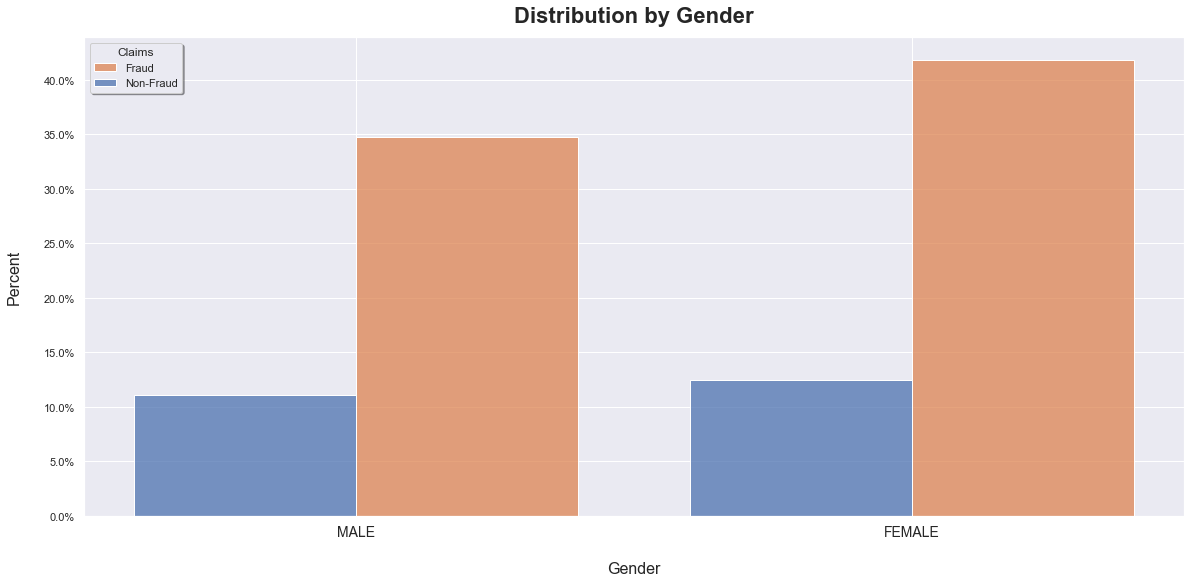 Distribution by Gender
Claims
Fraud
Non-Fraud
40.0%
35.0%
30.0%
25.0%
20.0%
15.0%
10.0%
5.0%
0.0%
Percent
MALE
FEMALE
Gender